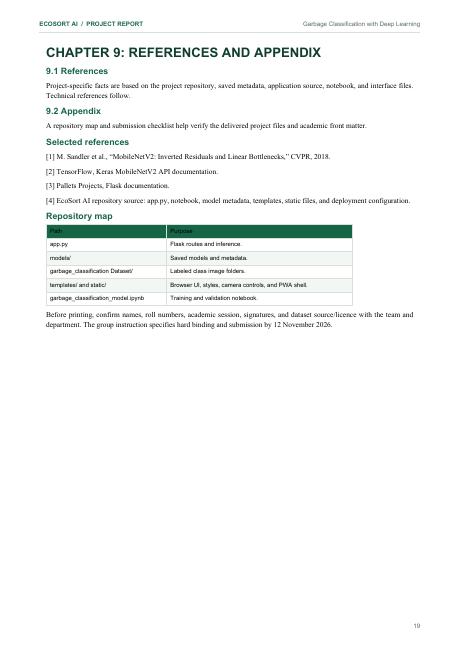 ECOSORT AI / PROJECT REPORT
Garbage Classification with Deep Learning
CHAPTER 9: REFERENCES AND APPENDIX
9.1 References
Project-specific facts are based on the project repository, saved metadata, application source, notebook, and interface files.
Technical references follow.
9.2 Appendix
A repository map and submission checklist help verify the delivered project files and academic front matter.
Selected references
[1] M. Sandler et al., “MobileNetV2: Inverted Residuals and Linear Bottlenecks,” CVPR, 2018.
[2] TensorFlow, Keras MobileNetV2 API documentation.
[3] Pallets Projects, Flask documentation.
[4] EcoSort AI repository source: app.py, notebook, model metadata, templates, static files, and deployment configuration.
Repository map
Path Purpose
app.py Flask routes and inference.
models/ Saved models and metadata.
garbage_classification Dataset/ Labeled class image folders.
templates/ and static/ Browser UI, styles, camera controls, and PWA shell.
garbage_classification_model.ipynb Training and validation notebook.
Before printing, confirm names, roll numbers, academic session, signatures, and dataset source/licence with the team and
department. The group instruction specifies hard binding and submission by 12 November 2026.
19